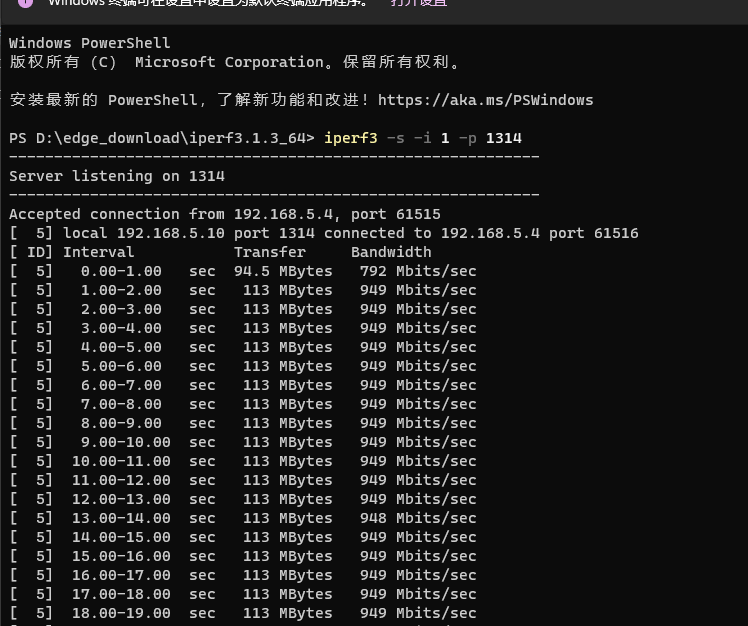 Windows 终端可在设置中设置为默认终端应用程序。 打开设置
Windows PowerShell
版权所有 (C) Microsoft Corporation。保留所有权利。
安装最新的 PowerShell，了解新功能和改进！https://aka.ms/PSWindows
PS D:\edge_download\iperf3.1.3_64> iperf3 -s -i 1 -p 1314
-----------------------------------------------------------
Server listening on 1314
-----------------------------------------------------------
Accepted connection from 192.168.5.4, port 61515
[  5] local 192.168.5.10 port 1314 connected to 192.168.5.4 port 61516
[ ID] Interval           Transfer     Bandwidth
[  5]   0.00-1.00   sec  94.5 MBytes   792 Mbits/sec
[  5]   1.00-2.00   sec   113 MBytes   949 Mbits/sec
[  5]   2.00-3.00   sec   113 MBytes   949 Mbits/sec
[  5]   3.00-4.00   sec   113 MBytes   949 Mbits/sec
[  5]   4.00-5.00   sec   113 MBytes   949 Mbits/sec
[  5]   5.00-6.00   sec   113 MBytes   949 Mbits/sec
[  5]   6.00-7.00   sec   113 MBytes   949 Mbits/sec
[  5]   7.00-8.00   sec   113 MBytes   949 Mbits/sec
[  5]   8.00-9.00   sec   113 MBytes   949 Mbits/sec
[  5]   9.00-10.00  sec   113 MBytes   949 Mbits/sec
[  5]  10.00-11.00  sec   113 MBytes   949 Mbits/sec
[  5]  11.00-12.00  sec   113 MBytes   949 Mbits/sec
[  5]  12.00-13.00  sec   113 MBytes   949 Mbits/sec
[  5]  13.00-14.00  sec   113 MBytes   948 Mbits/sec
[  5]  14.00-15.00  sec   113 MBytes   949 Mbits/sec
[  5]  15.00-16.00  sec   113 MBytes   949 Mbits/sec
[  5]  16.00-17.00  sec   113 MBytes   949 Mbits/sec
[  5]  17.00-18.00  sec   113 MBytes   949 Mbits/sec
[  5]  18.00-19.00  sec   113 MBytes   949 Mbits/sec